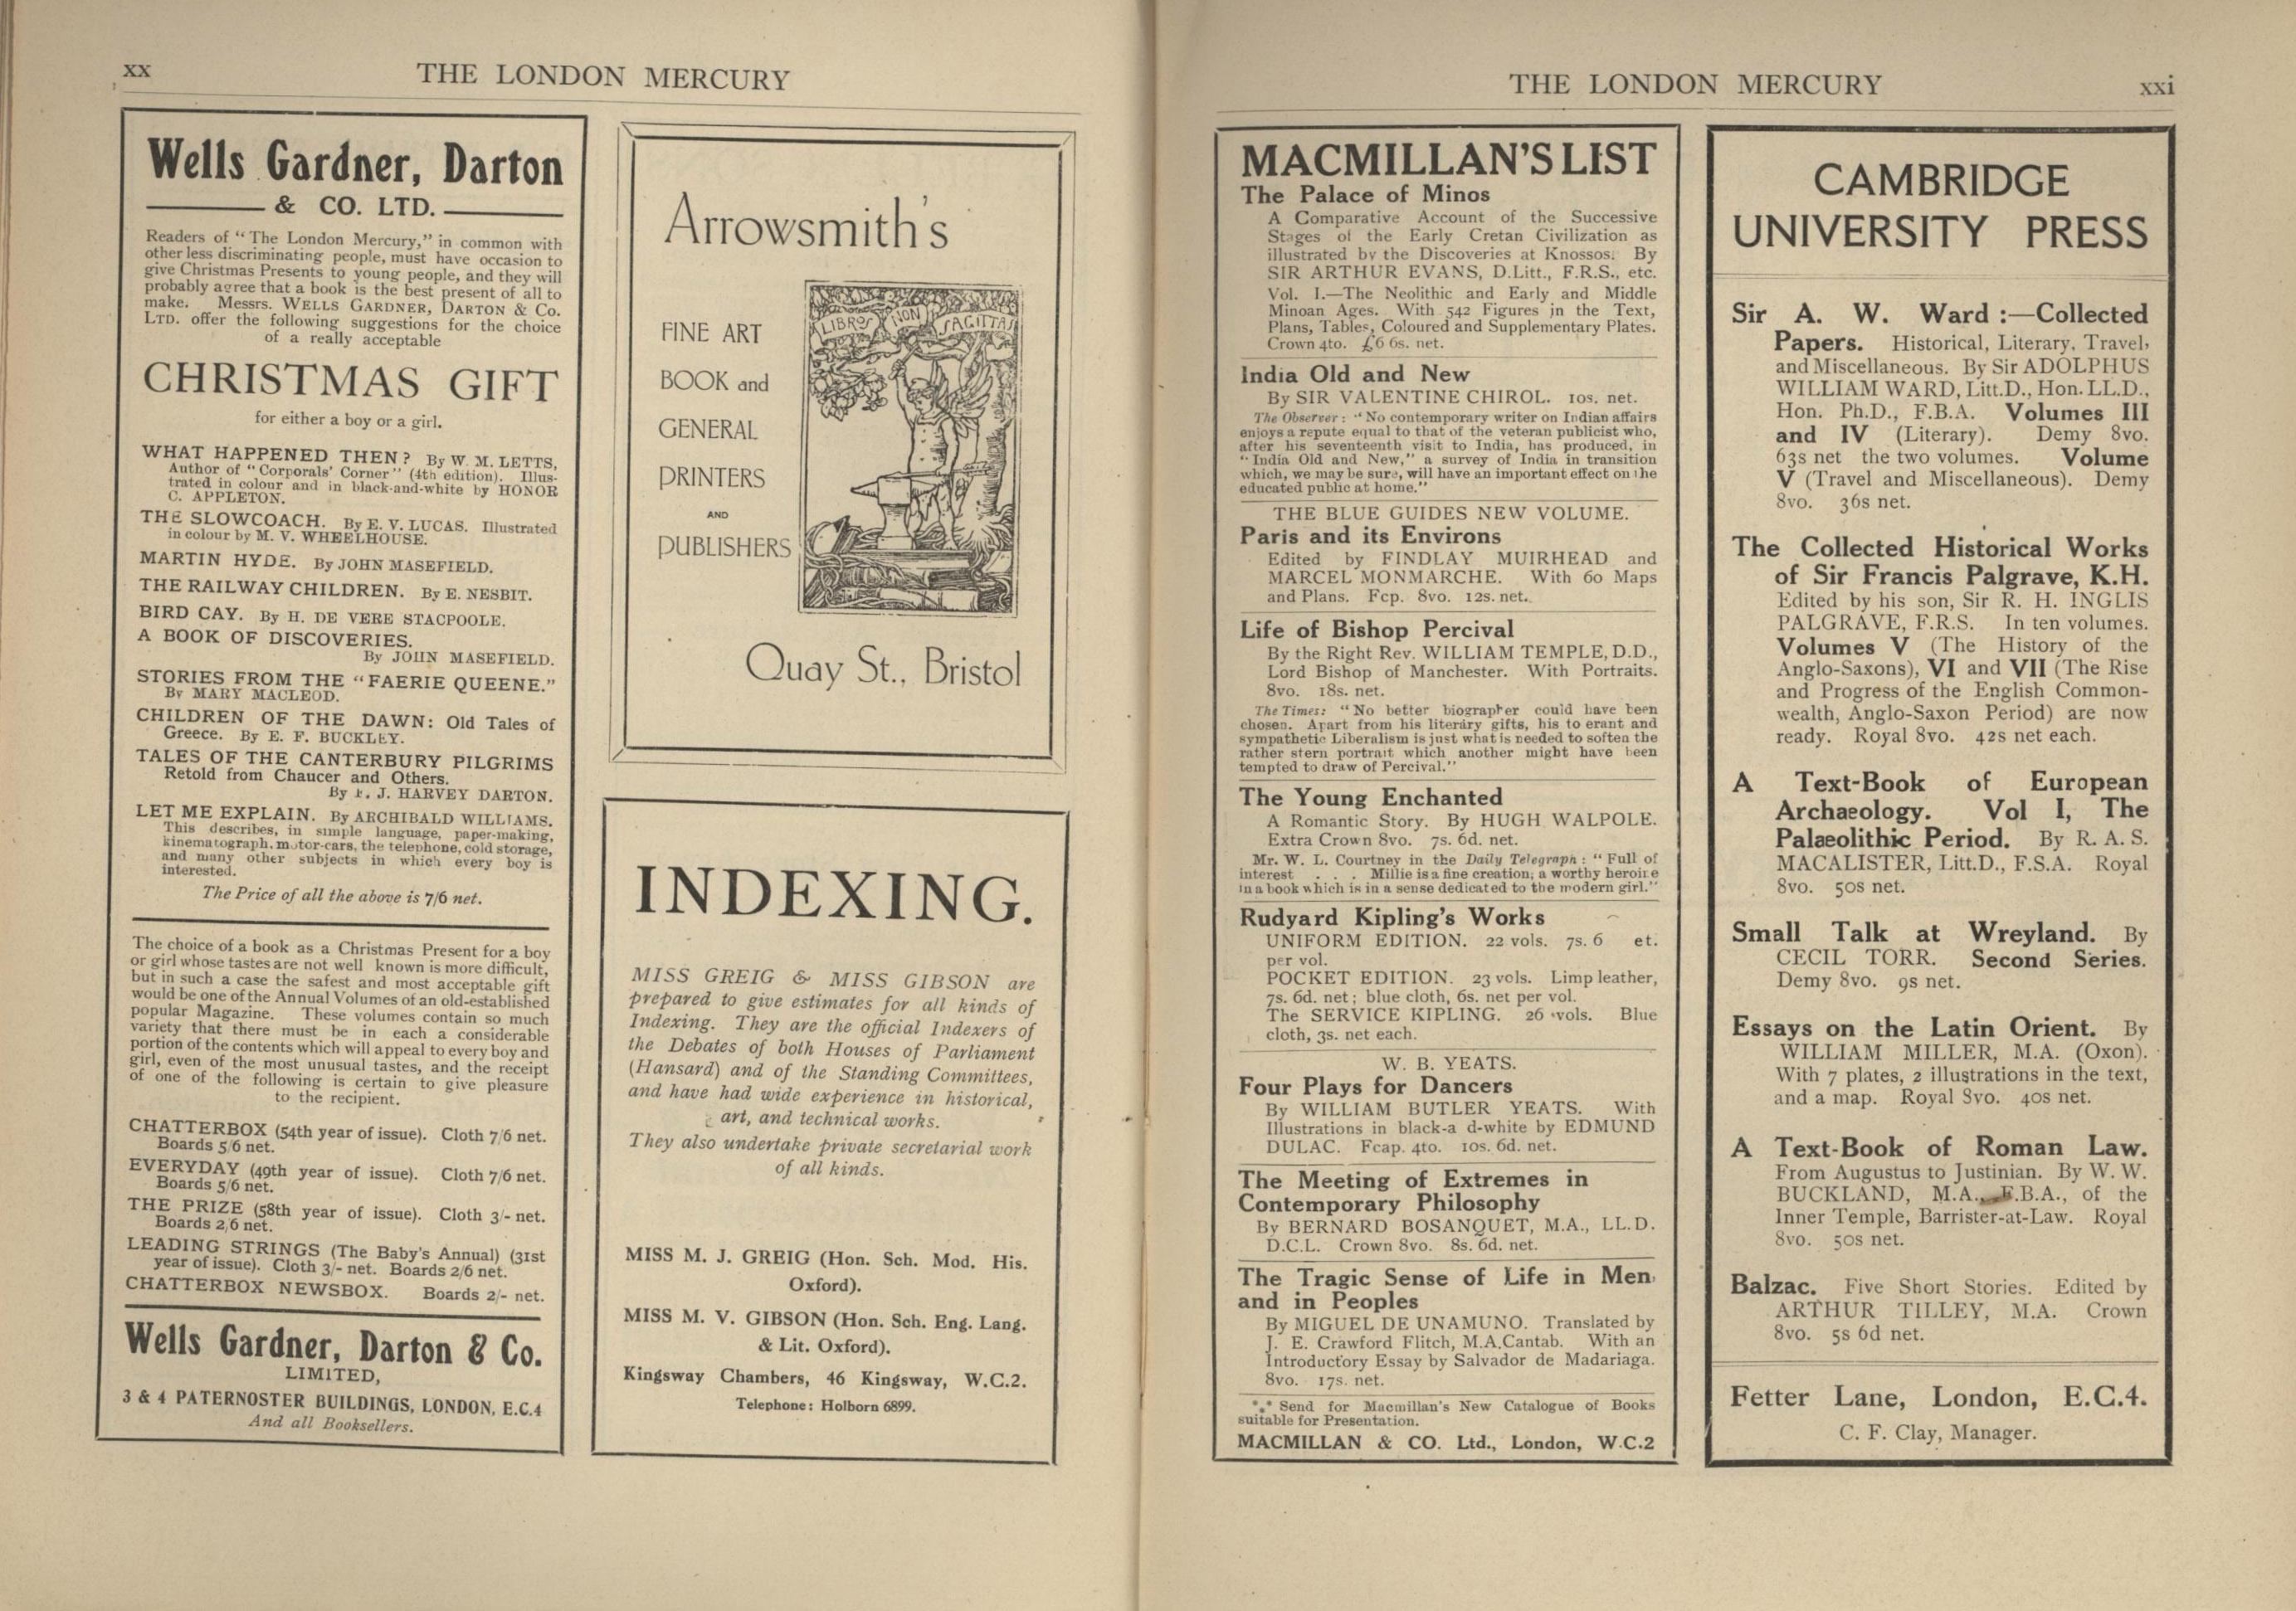 xx
THE LONDON MERCURY
Wells Gardner, Darton
& CO. LTD.
Readers of "The London Mercury," in common with
other less discriminating people, must have occasion to
give Christmas Presents to young people, and they will
probably agree that a book is the best present of all to
make. Messrs. WELLS GARDNER, DARTON & Co.
LTD. offer the following suggestions for the choice
of a really acceptable
CHRISTMAS GIFT
for either a boy or a girl.
WHAT HAPPENED THEN? By W. M. LETTS,
Author of "Corporals' Corner" (4th edition). Illus-
trated in colour and in black-and-white by HONOR
C. APPLETON.
THE SLOWCOACH. By E. V. LUCAS. Illustrated
in colour by M. V. WHEELHOUSE.
MARTIN HYDE. By JOHN MASEFIELD.
THE RAILWAY CHILDREN. By E. NESBIT.
BIRD CAY. By H. DE VERE STACPOOLE.
A BOOK OF DISCOVERIES.
By JOHN MASEFIELD.
STORIES FROM THE "FAERIE QUEENE."
By MARY MACLEOD.
CHILDREN OF THE DAWN: Old Tales of
Greece. By E. F. BUCKLEY.
TALES OF THE CANTERBURY PILGRIMS
Retold from Chaucer and Others.
By F. J. HARVEY DARTON.
LET ME EXPLAIN. By ARCHIBALD WILLIAMS.
This describes, in simple language, paper-making,
kinematograph, motor-cars, the telephone, cold storage,
and many other subjects in which every boy is
interested.
The Price of all the above is 7/6 net.
The choice of a book as a Christmas Present for a boy
or girl whose tastes are not well known is more difficult,
but in such a case the safest and most acceptable gift
would be one of the Annual Volumes of an old-established
popular Magazine. These volumes contain so much
variety that there must be in each a considerable
portion of the contents which will appeal to every boy and
girl, even of the most unusual tastes, and the receipt
of one of the following is certain to give pleasure
to the recipient.
CHATTERBOX (54th year of issue). Cloth 7/6 net.
Boards 5/6 net.
EVERYDAY (49th year of issue). Cloth 7/6 net.
Boards 5/6 net.
THE PRIZE (58th year of issue). Cloth 3/- net.
Boards 2/6 net.
LEADING STRINGS (The Baby's Annual) (31st
year of issue). Cloth 3/- net. Boards 2/6 net.
CHATTERBOX NEWSBOX. Boards 2/- net.
Wells Gardner, Darton & Co.
LIMITED,
3 & 4 PATERNOSTER BUILDINGS, LONDON, E.C.4
And all Booksellers.
Arrowsmith's
LIBROS NON SAGITTAS
FINE ART
BOOK and
GENERAL
PRINTERS
AND
PUBLISHERS
Quay St., Bristol
INDEXING.
MISS GREIG & MISS GIBSON are
prepared to give estimates for all kinds of
Indexing. They are the official Indexers of
the Debates of both Houses of Parliament
(Hansard) and of the Standing Committees,
and have had wide experience in historical,
art, and technical works.
They also undertake private secretarial work
of all kinds.
MISS M. J. GREIG (Hon. Sch. Mod. His.
Oxford).
MISS M. V. GIBSON (Hon. Sch. Eng. Lang.
& Lit. Oxford).
Kingsway Chambers, 46 Kingsway, W.C.2.
Telephone: Holborn 6899.
THE LONDON MERCURY
xxi
MACMILLAN'S LIST
The Palace of Minos
A Comparative Account of the Successive
Stages of the Early Cretan Civilization as
illustrated by the Discoveries at Knossos. By
SIR ARTHUR EVANS, D.Litt., F.R.S., etc.
Vol. I.—The Neolithic and Early and Middle
Minoan Ages. With 542 Figures in the Text,
Plans, Tables, Coloured and Supplementary Plates.
Crown 4to. £6 6s. net.
India Old and New
By SIR VALENTINE CHIROL. 10s. net.
The Observer: "No contemporary writer on Indian affairs
enjoys a repute equal to that of the veteran publicist who,
after his seventeenth visit to India, has produced, in
"India Old and New," a survey of India in transition
which, we may be sure, will have an important effect on the
educated public at home."
THE BLUE GUIDES NEW VOLUME.
Paris and its Environs
Edited by FINDLAY MUIRHEAD and
MARCEL MONMARCHE. With 60 Maps
and Plans. Fcp. 8vo. 12s. net.
Life of Bishop Percival
By the Right Rev. WILLIAM TEMPLE, D.D.,
Lord Bishop of Manchester. With Portraits.
8vo. 18s. net.
The Times: "No better biographer could have been
chosen. Apart from his literary gifts, his to erant and
sympathetic Liberalism is just what is needed to soften the
rather stern portrait which another might have been
tempted to draw of Percival."
The Young Enchanted
A Romantic Story. By HUGH WALPOLE.
Extra Crown 8vo. 7s. 6d. net.
Mr. W. L. Courtney in the Daily Telegraph: "Full of
interest . . . Millie is a fine creation, a worthy heroine
in a book which is in a sense dedicated to the modern girl."
Rudyard Kipling's Works
UNIFORM EDITION. 22 vols. 7s. 6 et.
per vol.
POCKET EDITION. 23 vols. Limp leather,
7s. 6d. net; blue cloth, 6s. net per vol.
The SERVICE KIPLING. 26 vols. Blue
cloth, 3s. net each.
W. B. YEATS.
Four Plays for Dancers
By WILLIAM BUTLER YEATS. With
Illustrations in black-a d-white by EDMUND
DULAC. Fcap. 4to. 10s. 6d. net.
The Meeting of Extremes in
Contemporary Philosophy
By BERNARD BOSANQUET, M.A., LL.D.
D.C.L. Crown 8vo. 8s. 6d. net.
The Tragic Sense of Life in Men
and in Peoples
By MIGUEL DE UNAMUNO. Translated by
J. E. Crawford Flitch, M.A.Cantab. With an
Introductory Essay by Salvador de Madariaga.
8vo. 17s. net.
*** Send for Macmillan's New Catalogue of Books
suitable for Presentation.
MACMILLAN & CO. Ltd., London, W.C.2
CAMBRIDGE
UNIVERSITY PRESS
Sir A. W. Ward:—Collected
Papers. Historical, Literary, Travel,
and Miscellaneous. By Sir ADOLPHUS
WILLIAM WARD, Litt.D., Hon. LL.D.,
Hon. Ph.D., F.B.A. Volumes III
and IV (Literary). Demy 8vo.
63s net the two volumes. Volume
V (Travel and Miscellaneous). Demy
8vo. 36s net.
The Collected Historical Works
of Sir Francis Palgrave, K.H.
Edited by his son, Sir R. H. INGLIS
PALGRAVE, F.R.S. In ten volumes.
Volumes V (The History of the
Anglo-Saxons), VI and VII (The Rise
and Progress of the English Common-
wealth, Anglo-Saxon Period) are now
ready. Royal 8vo. 42s net each.
A Text-Book of European
Archaeology. Vol I, The
Palaeolithic Period. By R. A. S.
MACALISTER, Litt.D., F.S.A. Royal
8vo. 50s net.
Small Talk at Wreyland. By
CECIL TORR. Second Series.
Demy 8vo. 9s net.
Essays on the Latin Orient. By
WILLIAM MILLER, M.A. (Oxon).
With 7 plates, 2 illustrations in the text,
and a map. Royal 8vo. 40s net.
A Text-Book of Roman Law.
From Augustus to Justinian. By W. W.
BUCKLAND, M.A., F.B.A., of the
Inner Temple, Barrister-at-Law. Royal
8vo. 50s net.
Balzac. Five Short Stories. Edited by
ARTHUR TILLEY, M.A. Crown
8vo. 5s 6d net.
Fetter Lane, London, E.C.4.
C. F. Clay, Manager.